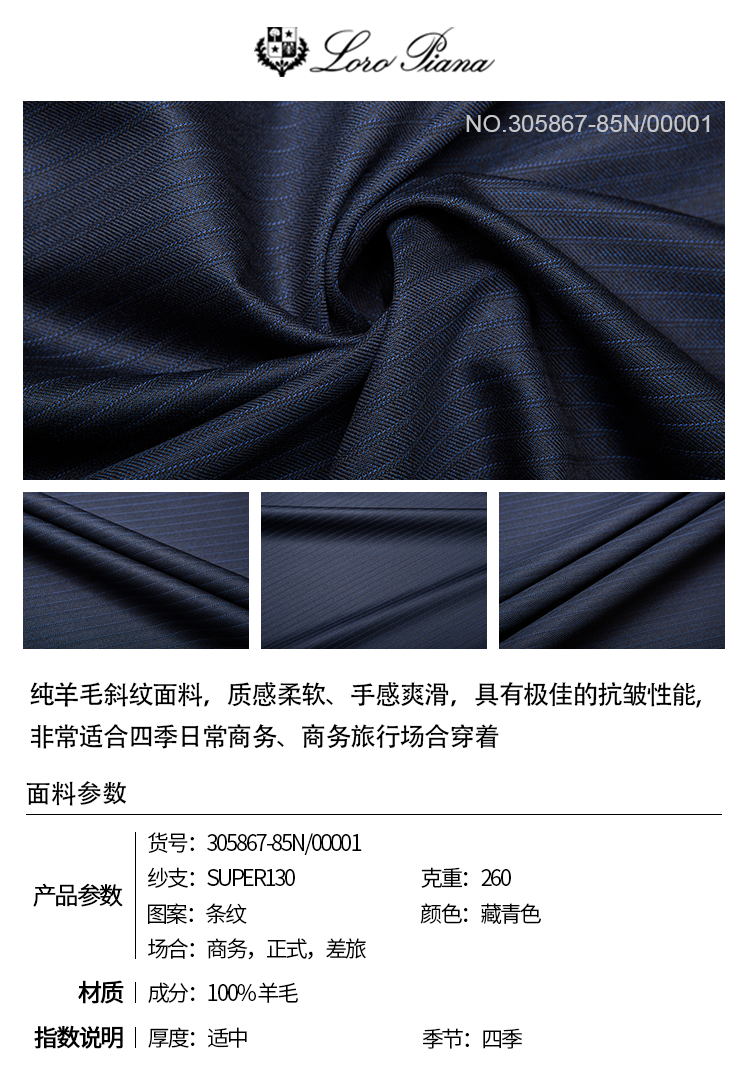 Loro Piana
NO.305867-85N/00001
纯羊毛斜纹面料，质感柔软、手感爽滑，具有极佳的抗皱性能,
非常适合四季日常商务、商务旅行场合穿着
面料参数
产品参数
货号：305867-85N/00001
纱支：SUPER130 克重：260
图案：条纹 颜色：藏青色
场合：商务，正式，差旅
材质 成分：100%羊毛
指数说明 厚度：适中 季节：四季